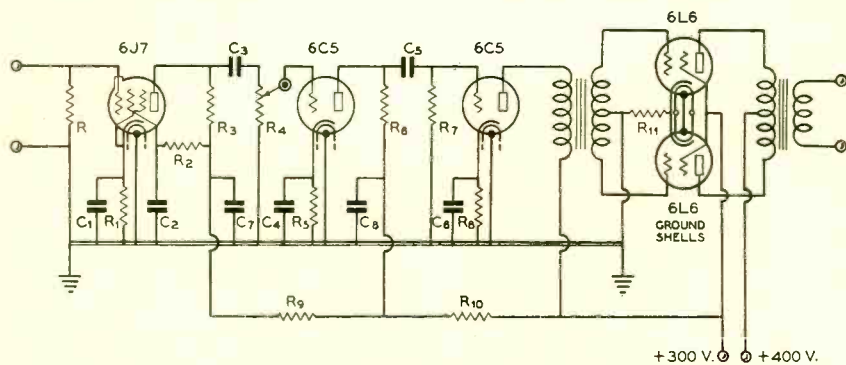 6L6
6J7
C3
6C5
C5
6C5
R
R3
R4
R6
R7
R11
R2
C1
R1
C2
C7
C4
R5
C8
C6
R8
6L6
GROUND
SHELLS
R9
R10
+300 V.
+400 V.